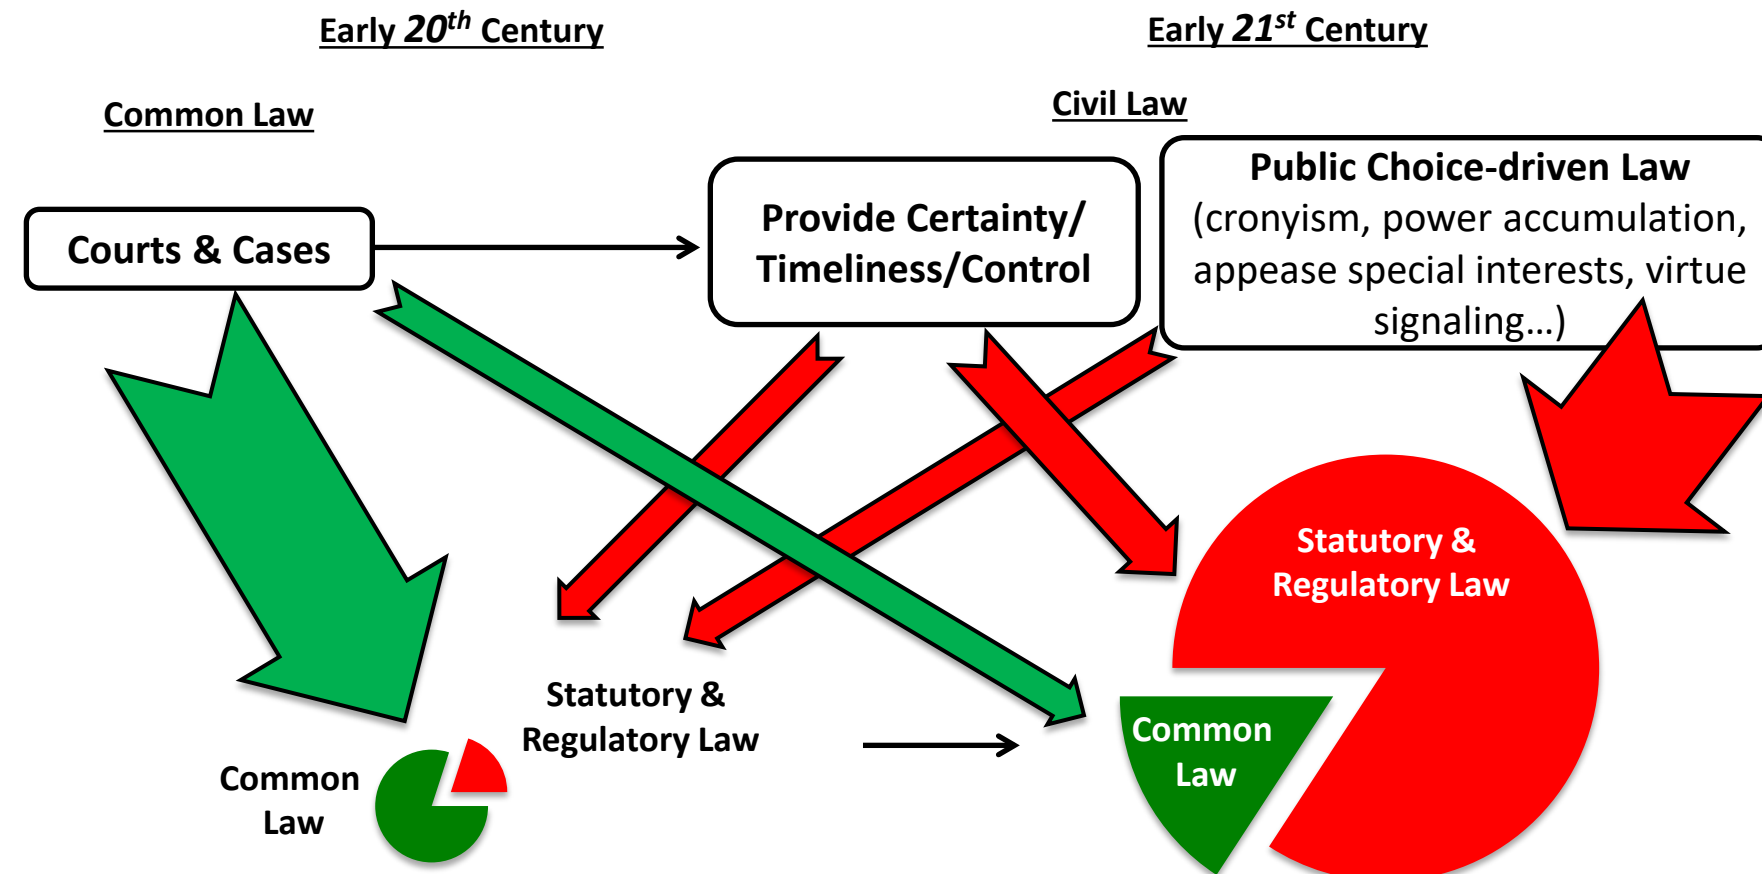 Early 20th Century
Early 21st Century
Common Law
Civil Law
Courts & Cases
Provide Certainty/
Timeliness/Control
Public Choice-driven Law
(cronyism, power accumulation,
appease special interests, virtue
signaling…)
Statutory &
Regulatory Law
Common
Law
Statutory &
Regulatory Law
Common
Law